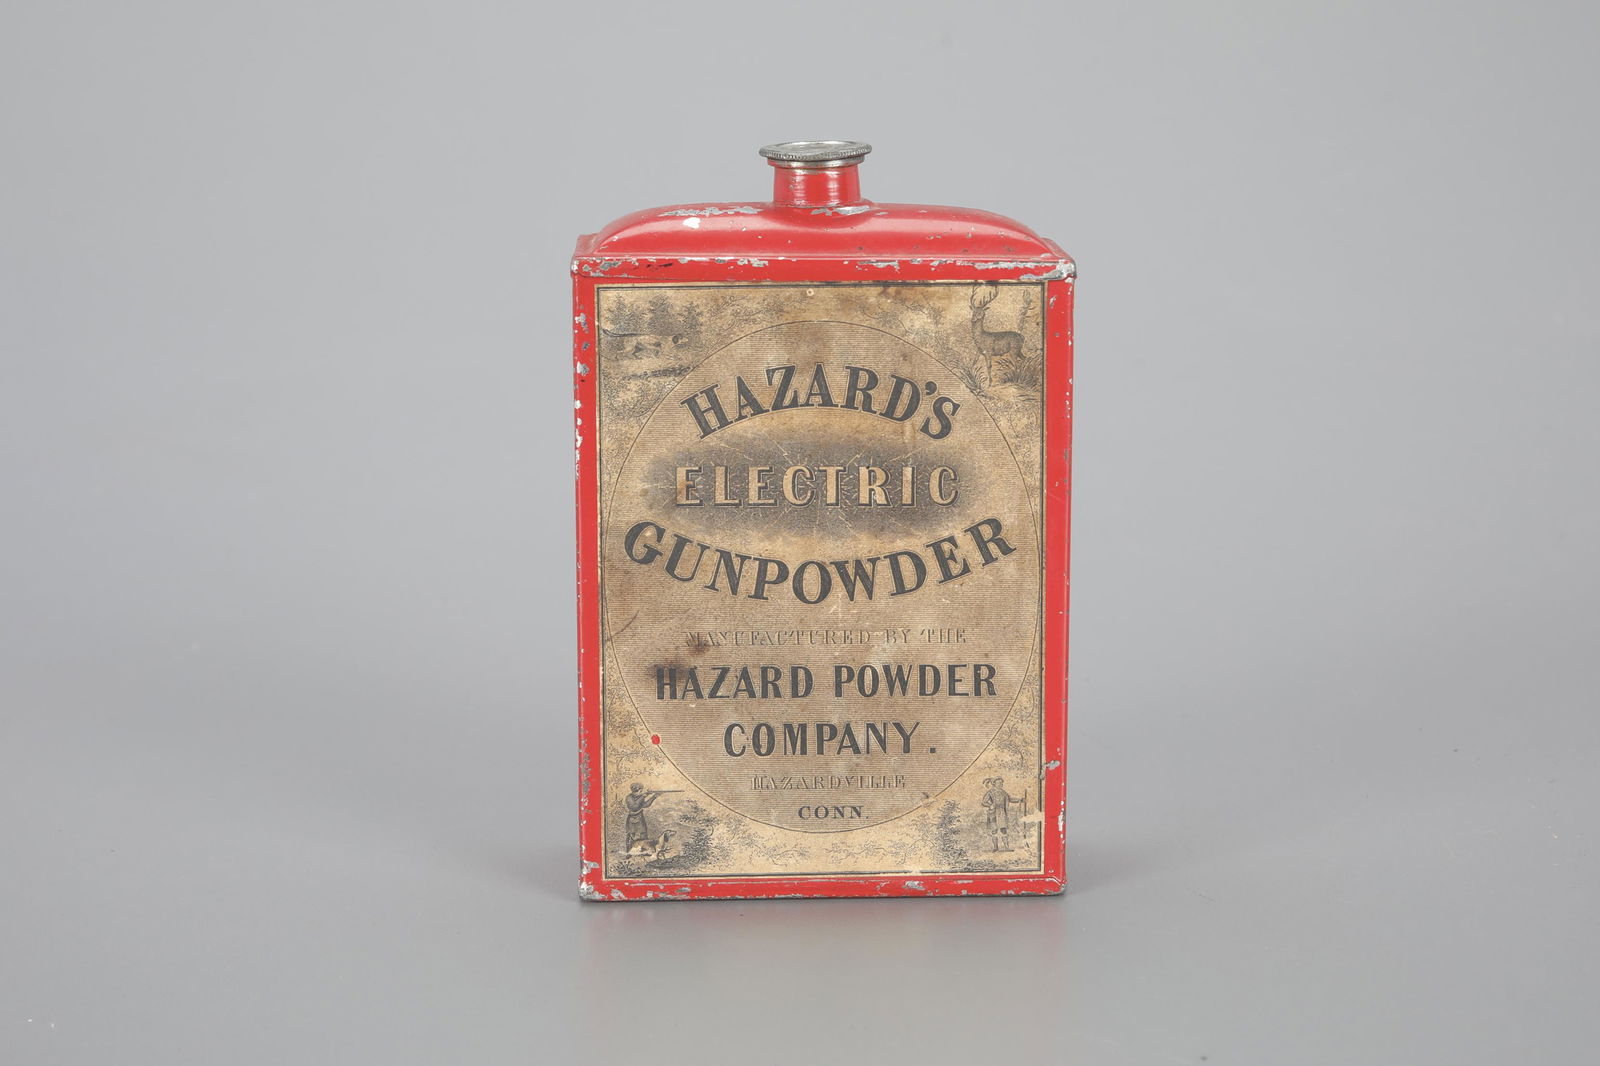 HAZARD'S
ELECTRIC
GUNPOWDER
MANUFACTURED BY THE
HAZARD POWDER
COMPANY.
HAZARDVILLE
CONN.